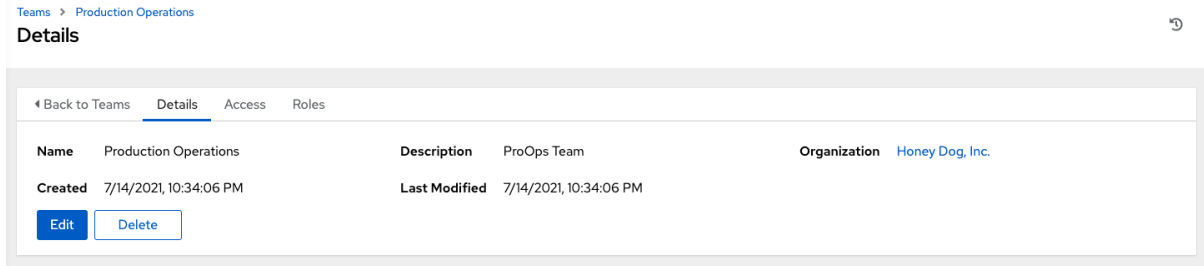 Teams > Production Operations
Details
Back to Teams Details Access Roles
Name Production Operations Description ProOps Team Organization Honey Dog, Inc.
Created 7/14/2021, 10:34:06 PM Last Modified 7/14/2021, 10:34:06 PM
Edit Delete